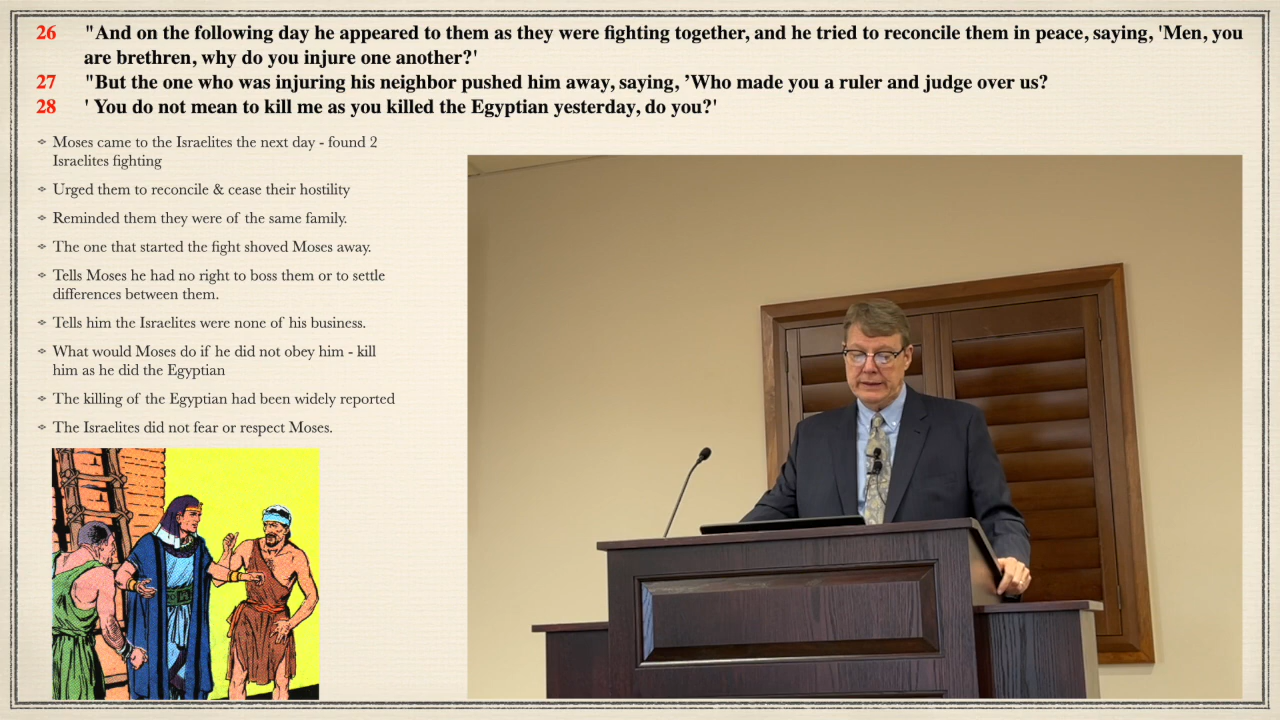 26 "And on the following day he appeared to them as they were fighting together, and he tried to reconcile them in peace, saying, 'Men, you
are brethren, why do you injure one another?'
27 "But the one who was injuring his neighbor pushed him away, saying, ’Who made you a ruler and judge over us?
28 ' You do not mean to kill me as you killed the Egyptian yesterday, do you?'
Moses came to the Israelites the next day - found 2
Israelites fighting
Urged them to reconcile & cease their hostility
Reminded them they were of the same family.
The one that started the fight shoved Moses away.
Tells Moses he had no right to boss them or to settle
differences between them.
Tells him the Israelites were none of his business.
What would Moses do if he did not obey him - kill
him as he did the Egyptian
The killing of the Egyptian had been widely reported
The Israelites did not fear or respect Moses.